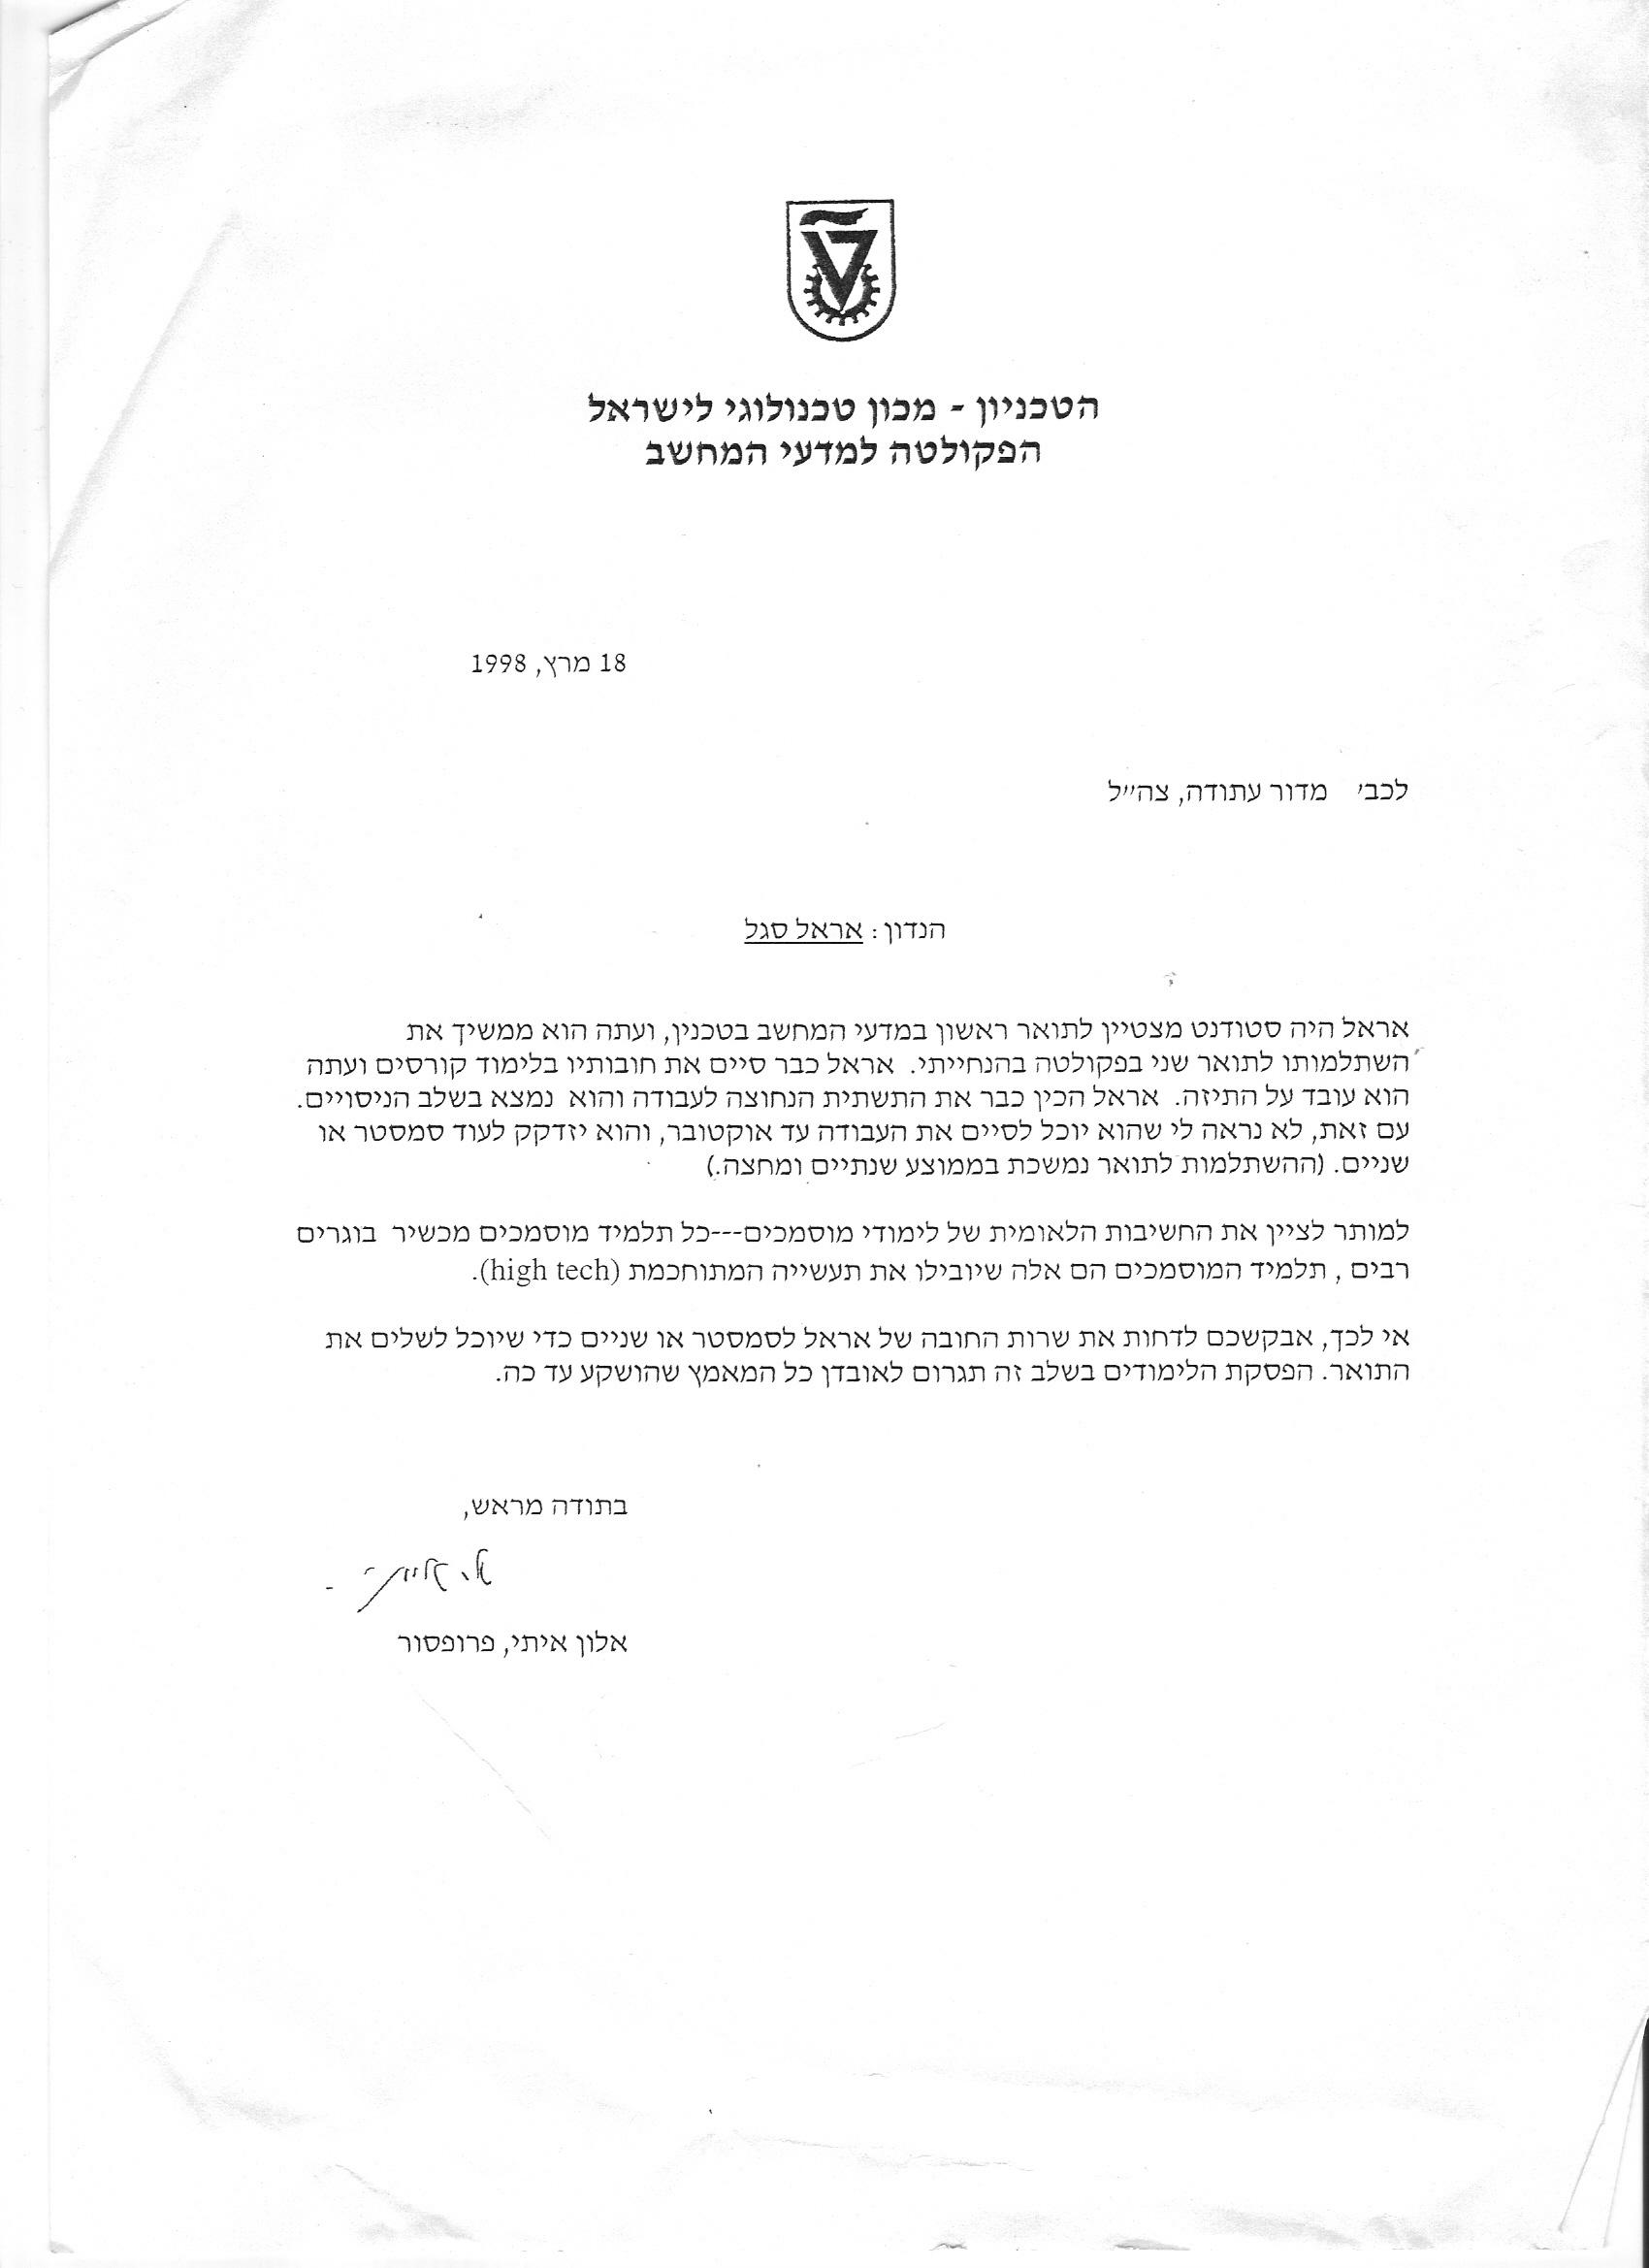 הטכניון - מכון טכנולוגי לישראל
הפקולטה למדעי המחשב
18 מרץ, 1998
לכב' מדור עתודה, צה"ל
הנדון: אראל סגל
אראל היה סטודנט מצטיין לתואר ראשון במדעי המחשב בטכנין, ועתה הוא ממשיך את
השתלמותו לתואר שני בפקולטה בהנחייתי. אראל כבר סיים את חובותיו בלימוד קורסים ועתה
הוא עובד על התיזה. אראל הכין כבר את התשתית הנחוצה לעבודה והוא נמצא בשלב הניסויים.
עם זאת, לא נראה לי שהוא יוכל לסיים את העבודה עד אוקטובר, והוא יזדקק לעוד סמסטר או
שניים. (ההשתלמות לתואר נמשכת בממוצע שנתיים ומחצה.)
למותר לציין את החשיבות הלאומית של לימודי מוסמכים---כל תלמיד מוסמכים מכשיר בוגרים
רבים , תלמיד המוסמכים הם אלה שיובילו את תעשייה המתוחכמת (high tech).
אי לכך, אבקשכם לדחות את שרות החובה של אראל לסמסטר או שניים כדי שיוכל לשלים את
התואר. הפסקת הלימודים בשלב זה תגרום לאובדן כל המאמץ שהושקע עד כה.
בתודה מראש,
אלון איתי, פרופסור